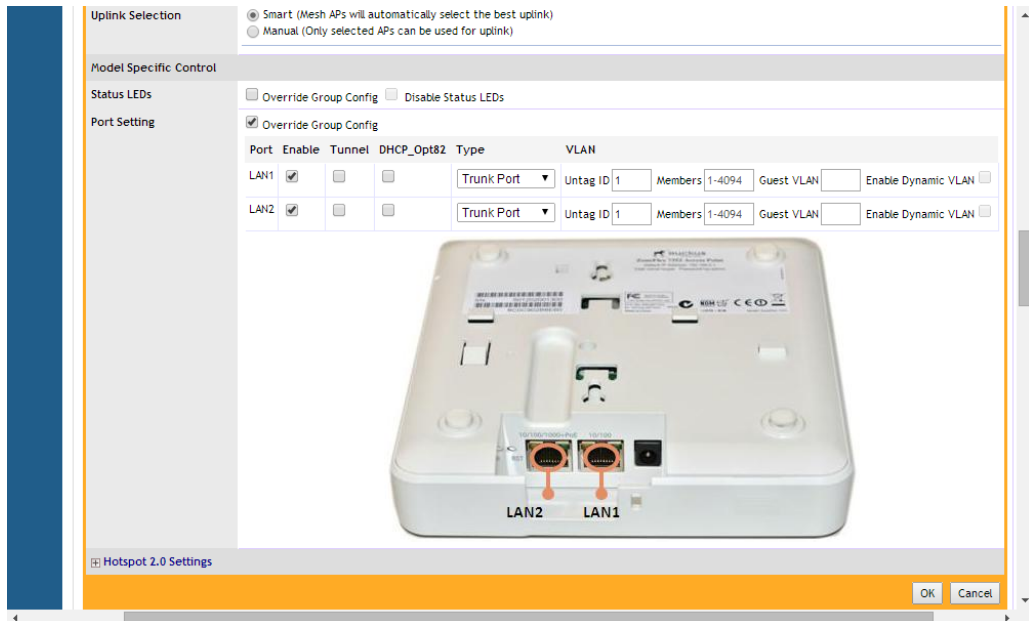 Uplink Selection
Smart (Mesh APs will automatically select the best uplink)
Manual (Only selected APs can be used for uplink)
Model Specific Control
Status LEDs
Override Group Config Disable Status LEDs
Port Setting
Override Group Config
Port Enable Tunnel DHCP_Opt82 Type VLAN
LAN1 Trunk Port Untag ID 1 Members 1-4094 Guest VLAN Enable Dynamic VLAN
LAN2 Trunk Port Untag ID 1 Members 1-4094 Guest VLAN Enable Dynamic VLAN
FC
CE
10/100
LAN2 LAN1
Hotspot 2.0 Settings
OK Cancel